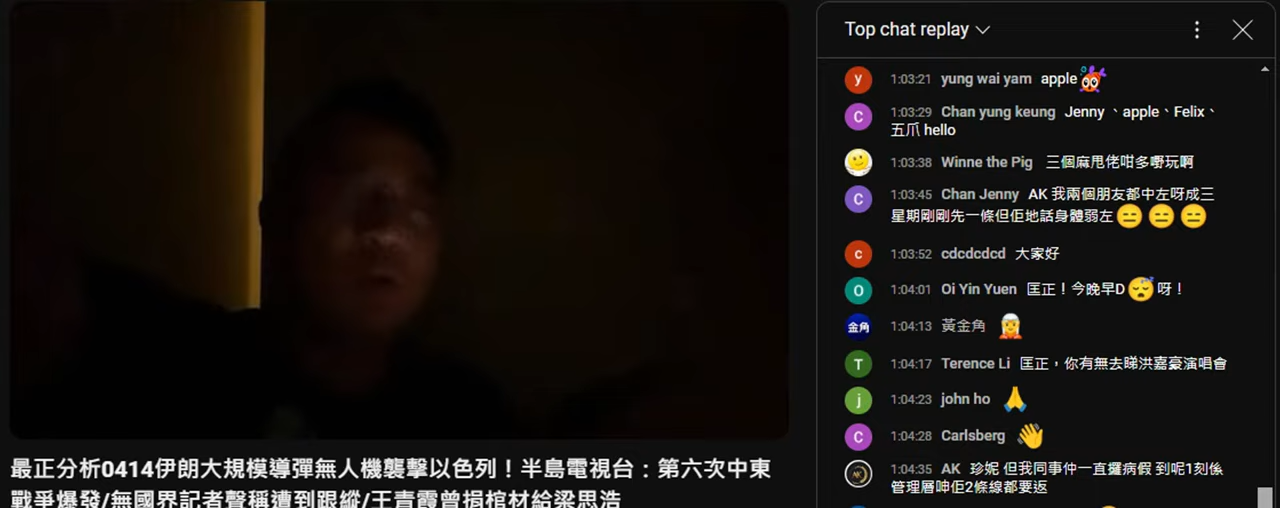 Top chat replay
1:03:21 yung wai yam apple
1:03:29 Chan yung keung Jenny 、apple、Felix、
五爪 hello
1:03:38 Winne the Pig 三個麻甩佬咁多嘢玩啊
1:03:45 Chan Jenny AK 我兩個朋友都中左呀成三
星期剛剛先一條但佢地話身體弱左
1:03:52 cdcdcdcd 大家好
1:04:01 Oi Yin Yuen 匡正！今晚早D 呀！
金角 1:04:13 黃金角
1:04:17 Terence Li 匡正，你有無去睇洪嘉豪演唱會
1:04:23 john ho
1:04:28 Carlsberg
1:04:35 AK 珍妮 但我同事仲一直攞病假 到呢1刻係
管理層呻佢2條線都要返
最正分析0414伊朗大規模導彈無人機襲擊以色列！半島電視台：第六次中東
戰爭爆發/無國界記者聲稱遭到跟縱/王青霞曾捐棺材給梁思浩